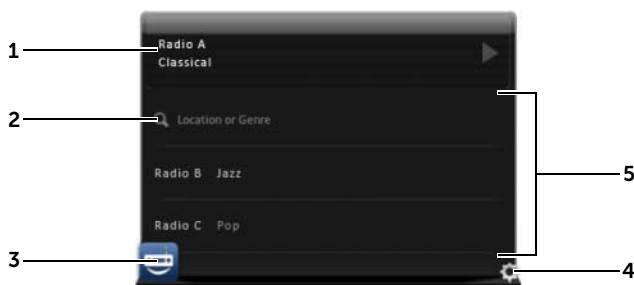 1
Radio A
Classical
2
Location or Genre
Radio B Jazz
5
Radio C Pop
3
4